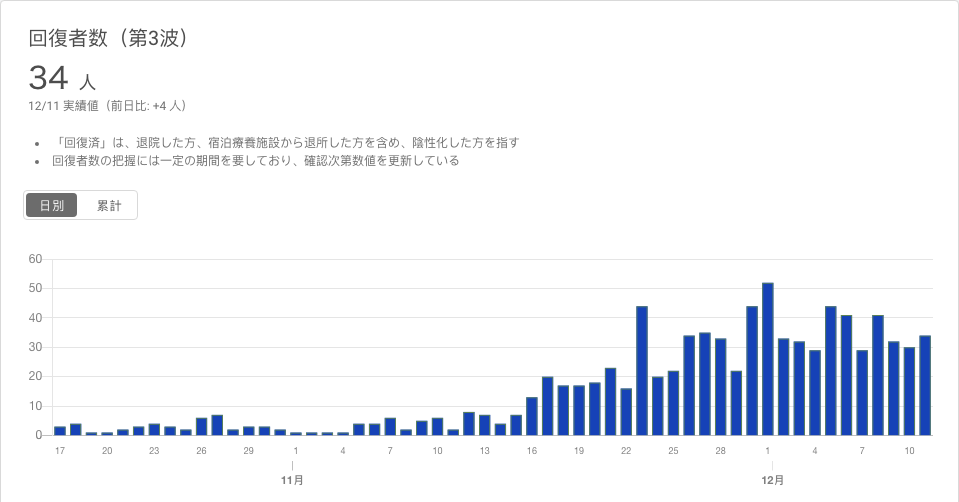 回復者数（第3波）
34 人
12/11 実績値（前日比: +4 人）
• 「回復済」は、退院した方、宿泊療養施設から退所した方を含め、陰性化した方を指す
• 回復者数の把握には一定の期間を要しており、確認次第数値を更新している
日別 累計
60
50
40
30
20
10
0
17 20 23 26 29 1 4 7 10 13 16 19 22 25 28 1 4 7 10
11月 12月